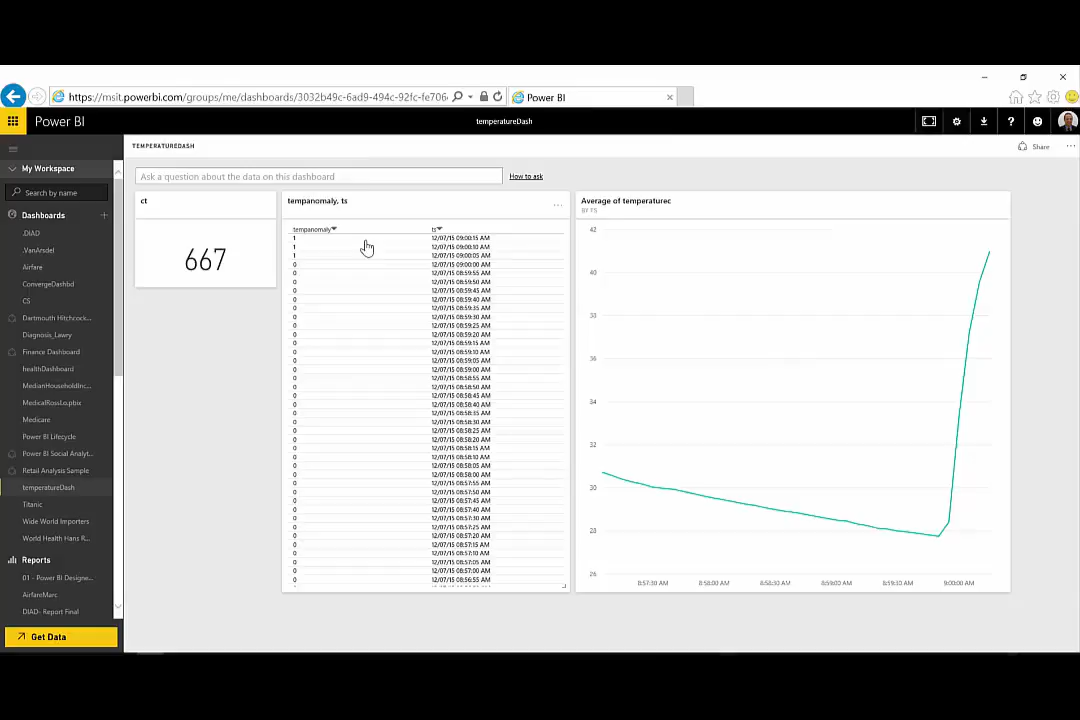 https://msit.powerbi.com/groups/me/dashboards/3032b49c-6ad9-494c-92fc-fe706
Power BI
Power BI
temperatureDash
TEMPERATUREDASH
Share
My Workspace
Search by name
Dashboards
.DIAD
.VanArsdel
Airfare
ConvergeDashbd
CS
Dartmouth Hitchcock...
Diagnosis_Lawry
Finance Dashboard
healthDashboard
MedianHouseholdInc...
MedicalRossLo.pbix
Medicare
Power BI Lifecycle
Power BI Social Analyt...
Retail Analysis Sample
temperatureDash
Titanic
Wide World Importers
World Health Hans R...
Reports
01 - Power BI Designe...
AirfareMarc
DIAD- Report Final
Get Data
Ask a question about the data on this dashboard
How to ask
ct
667
tempanomaly, ts
tempanomaly ts
1 12/07/15 09:00:15 AM
1 12/07/15 09:00:10 AM
1 12/07/15 09:00:05 AM
0 12/07/15 09:00:00 AM
0 12/07/15 08:59:55 AM
0 12/07/15 08:59:50 AM
0 12/07/15 08:59:45 AM
0 12/07/15 08:59:40 AM
0 12/07/15 08:59:35 AM
0 12/07/15 08:59:30 AM
0 12/07/15 08:59:25 AM
0 12/07/15 08:59:20 AM
0 12/07/15 08:59:15 AM
0 12/07/15 08:59:10 AM
0 12/07/15 08:59:05 AM
0 12/07/15 08:59:00 AM
0 12/07/15 08:58:55 AM
0 12/07/15 08:58:50 AM
0 12/07/15 08:58:45 AM
0 12/07/15 08:58:40 AM
0 12/07/15 08:58:35 AM
0 12/07/15 08:58:30 AM
0 12/07/15 08:58:25 AM
0 12/07/15 08:58:20 AM
0 12/07/15 08:58:15 AM
0 12/07/15 08:58:10 AM
0 12/07/15 08:58:05 AM
0 12/07/15 08:58:00 AM
0 12/07/15 08:57:55 AM
0 12/07/15 08:57:50 AM
0 12/07/15 08:57:45 AM
0 12/07/15 08:57:40 AM
0 12/07/15 08:57:35 AM
0 12/07/15 08:57:30 AM
0 12/07/15 08:57:25 AM
0 12/07/15 08:57:20 AM
0 12/07/15 08:57:15 AM
0 12/07/15 08:57:10 AM
0 12/07/15 08:57:05 AM
0 12/07/15 08:57:00 AM
0 12/07/15 08:56:55 AM
Average of temperaturec
BY TS
42
40
38
36
34
32
30
28
26
8:57:30 AM 8:58:00 AM 8:58:30 AM 8:59:00 AM 8:59:30 AM 9:00:00 AM